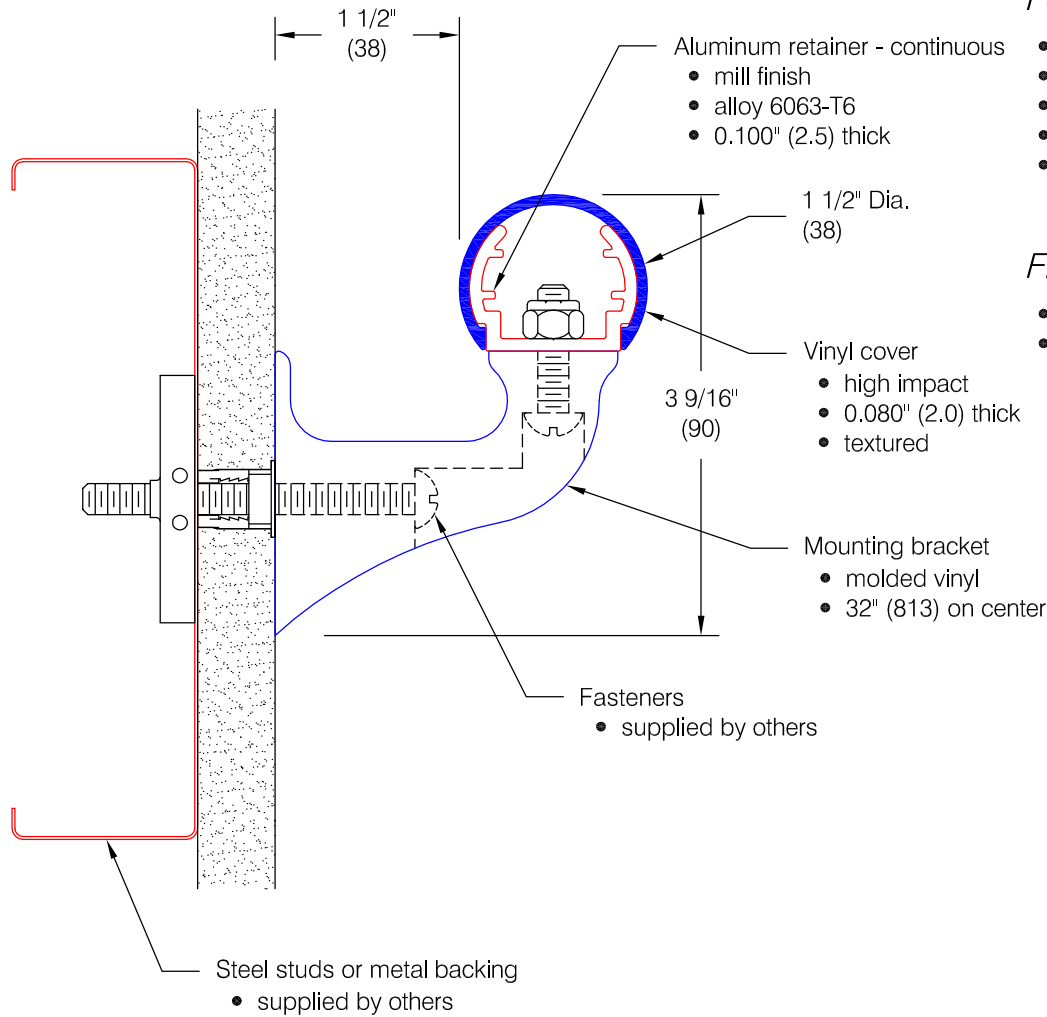 1 1/2"
(38)
Aluminum retainer - continuous
• mill finish
• alloy 6063-T6
• 0.100" (2.5) thick
1 1/2" Dia.
(38)
Vinyl cover
• high impact
• 0.080" (2.0) thick
• textured
3 9/16"
(90)
Mounting bracket
• molded vinyl
• 32" (813) on center
Fasteners
• supplied by others
Steel studs or metal backing
• supplied by others